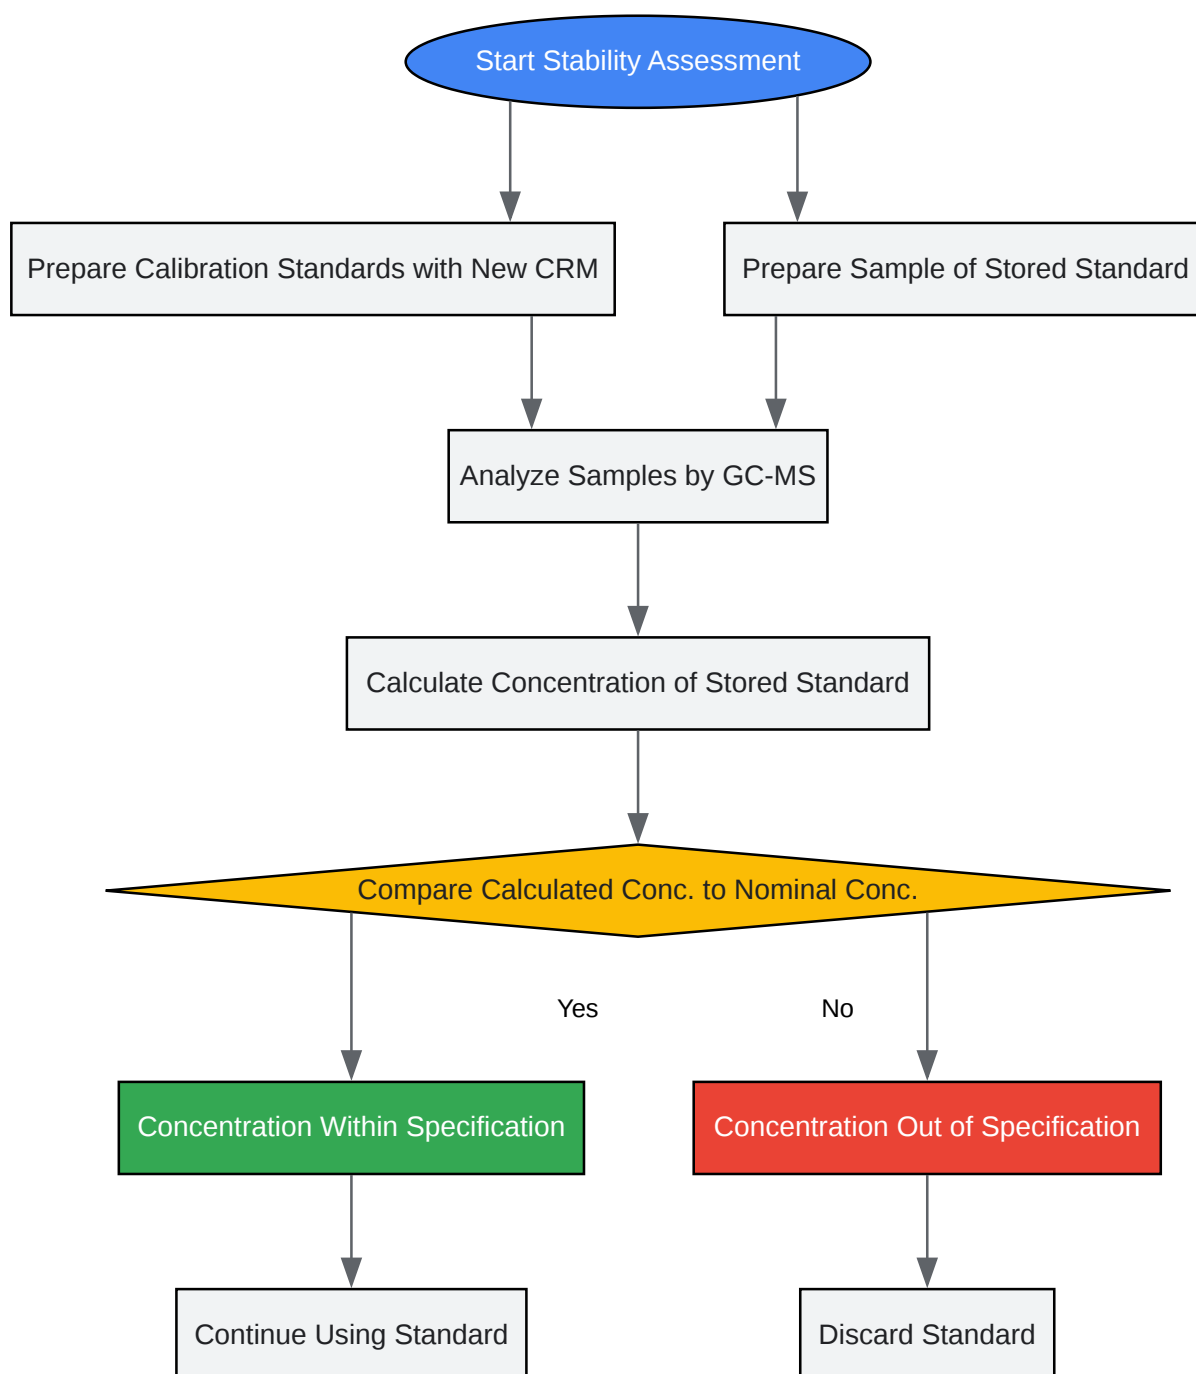 Start Stability Assessment
Prepare Calibration Standards with New CRM
Prepare Sample of Stored Standard
Analyze Samples by GC-MS
Calculate Concentration of Stored Standard
Compare Calculated Conc. to Nominal Conc.
Yes
No
Concentration Within Specification
Concentration Out of Specification
Continue Using Standard
Discard Standard